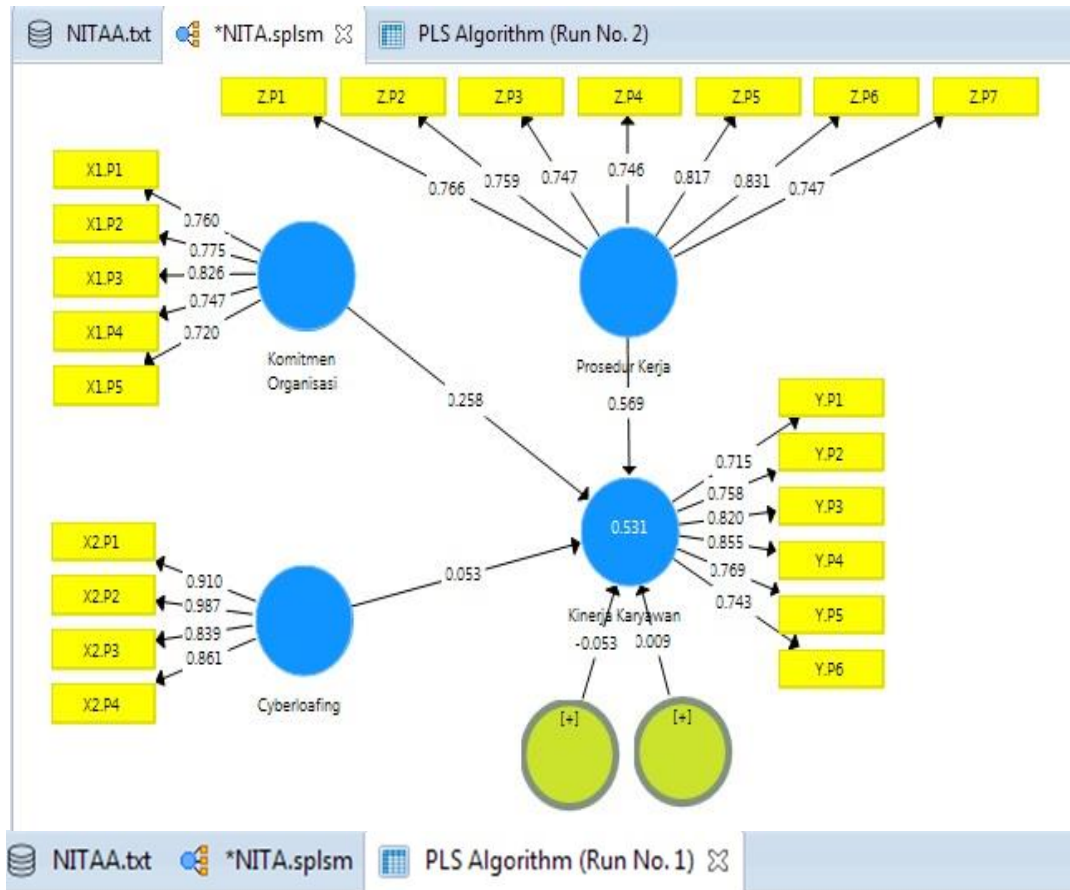 NITAA.txt *NITA.splsm PLS Algorithm (Run No. 2)
Z.P1 Z.P2 Z.P3 Z.P4 Z.P5 Z.P6 Z.P7
0.766 0.759 0.747 0.746 0.817 0.831 0.747
X1.P1
X1.P2
X1.P3
X1.P4
X1.P5
0.760
0.775
0.826
0.747
0.720
Komitmen
Organisasi
Prosedur Kerja
0.258
0.569
Y.P1
Y.P2
Y.P3
Y.P4
Y.P5
Y.P6
0.715
0.758
0.820
0.855
0.769
0.743
0.531
Kinerja Karyawan
X2.P1
X2.P2
X2.P3
X2.P4
0.910
0.987
0.839
0.861
Cyberloafing
0.053
-0.053 0.009
[+] [+]
NITAA.txt *NITA.splsm PLS Algorithm (Run No. 1)